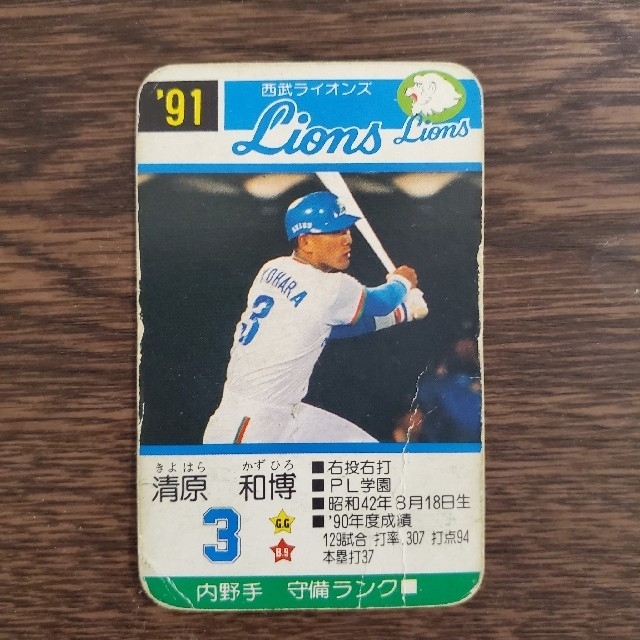 '91
西武ライオンズ
Lions
Lions
OHARA
3
きよはら かずひろ
清原 和博
3
G.G
B.9
■右投右打
■PL学園
■昭和42年8月18日生
■'90年度成績
129試合 打率.307 打点94
本塁打37
内野手 守備ランク■